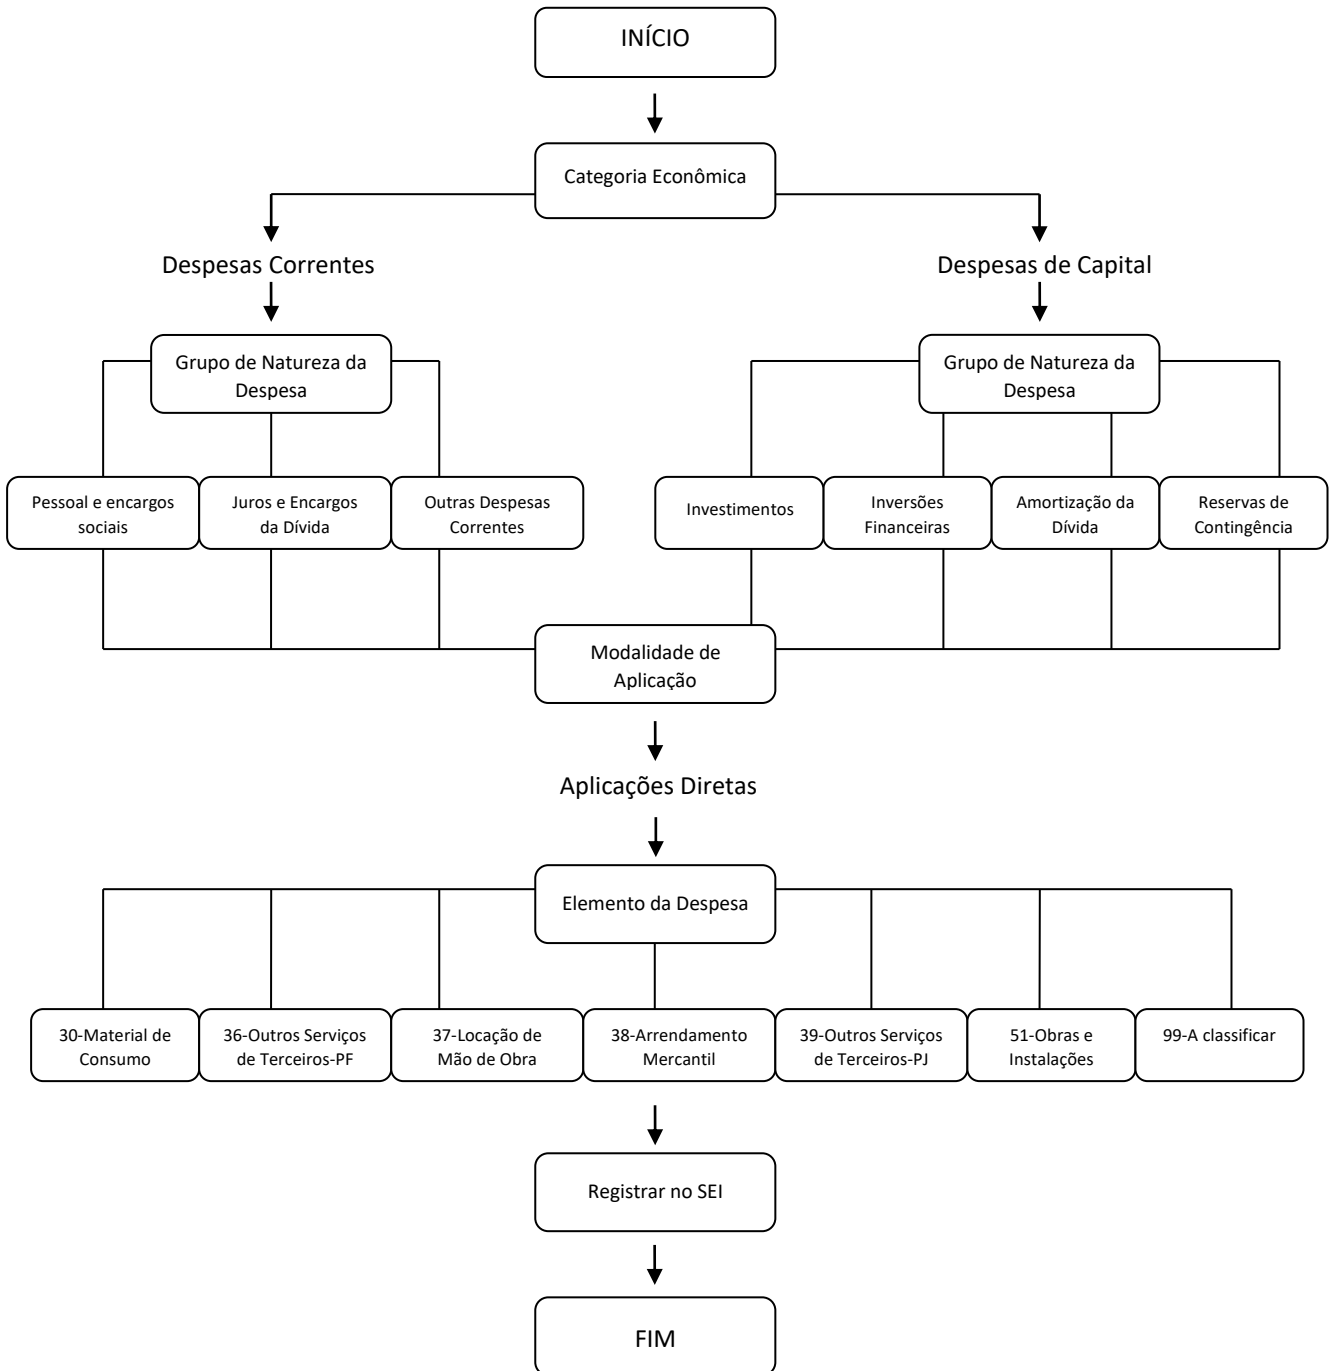 INÍCIO
Categoria Econômica
Despesas Correntes
Despesas de Capital
Grupo de Natureza da
Despesa
Grupo de Natureza da
Despesa
Pessoal e encargos
sociais
Juros e Encargos
da Dívida
Outras Despesas
Correntes
Investimentos
Inversões
Financeiras
Amortização da
Dívida
Reservas de
Contingência
Modalidade de
Aplicação
Aplicações Diretas
Elemento da Despesa
30-Material de
Consumo
36-Outros Serviços
de Terceiros-PF
37-Locação de
Mão de Obra
38-Arrendamento
Mercantil
39-Outros Serviços
de Terceiros-PJ
51-Obras e
Instalações
99-A classificar
Registrar no SEI
FIM